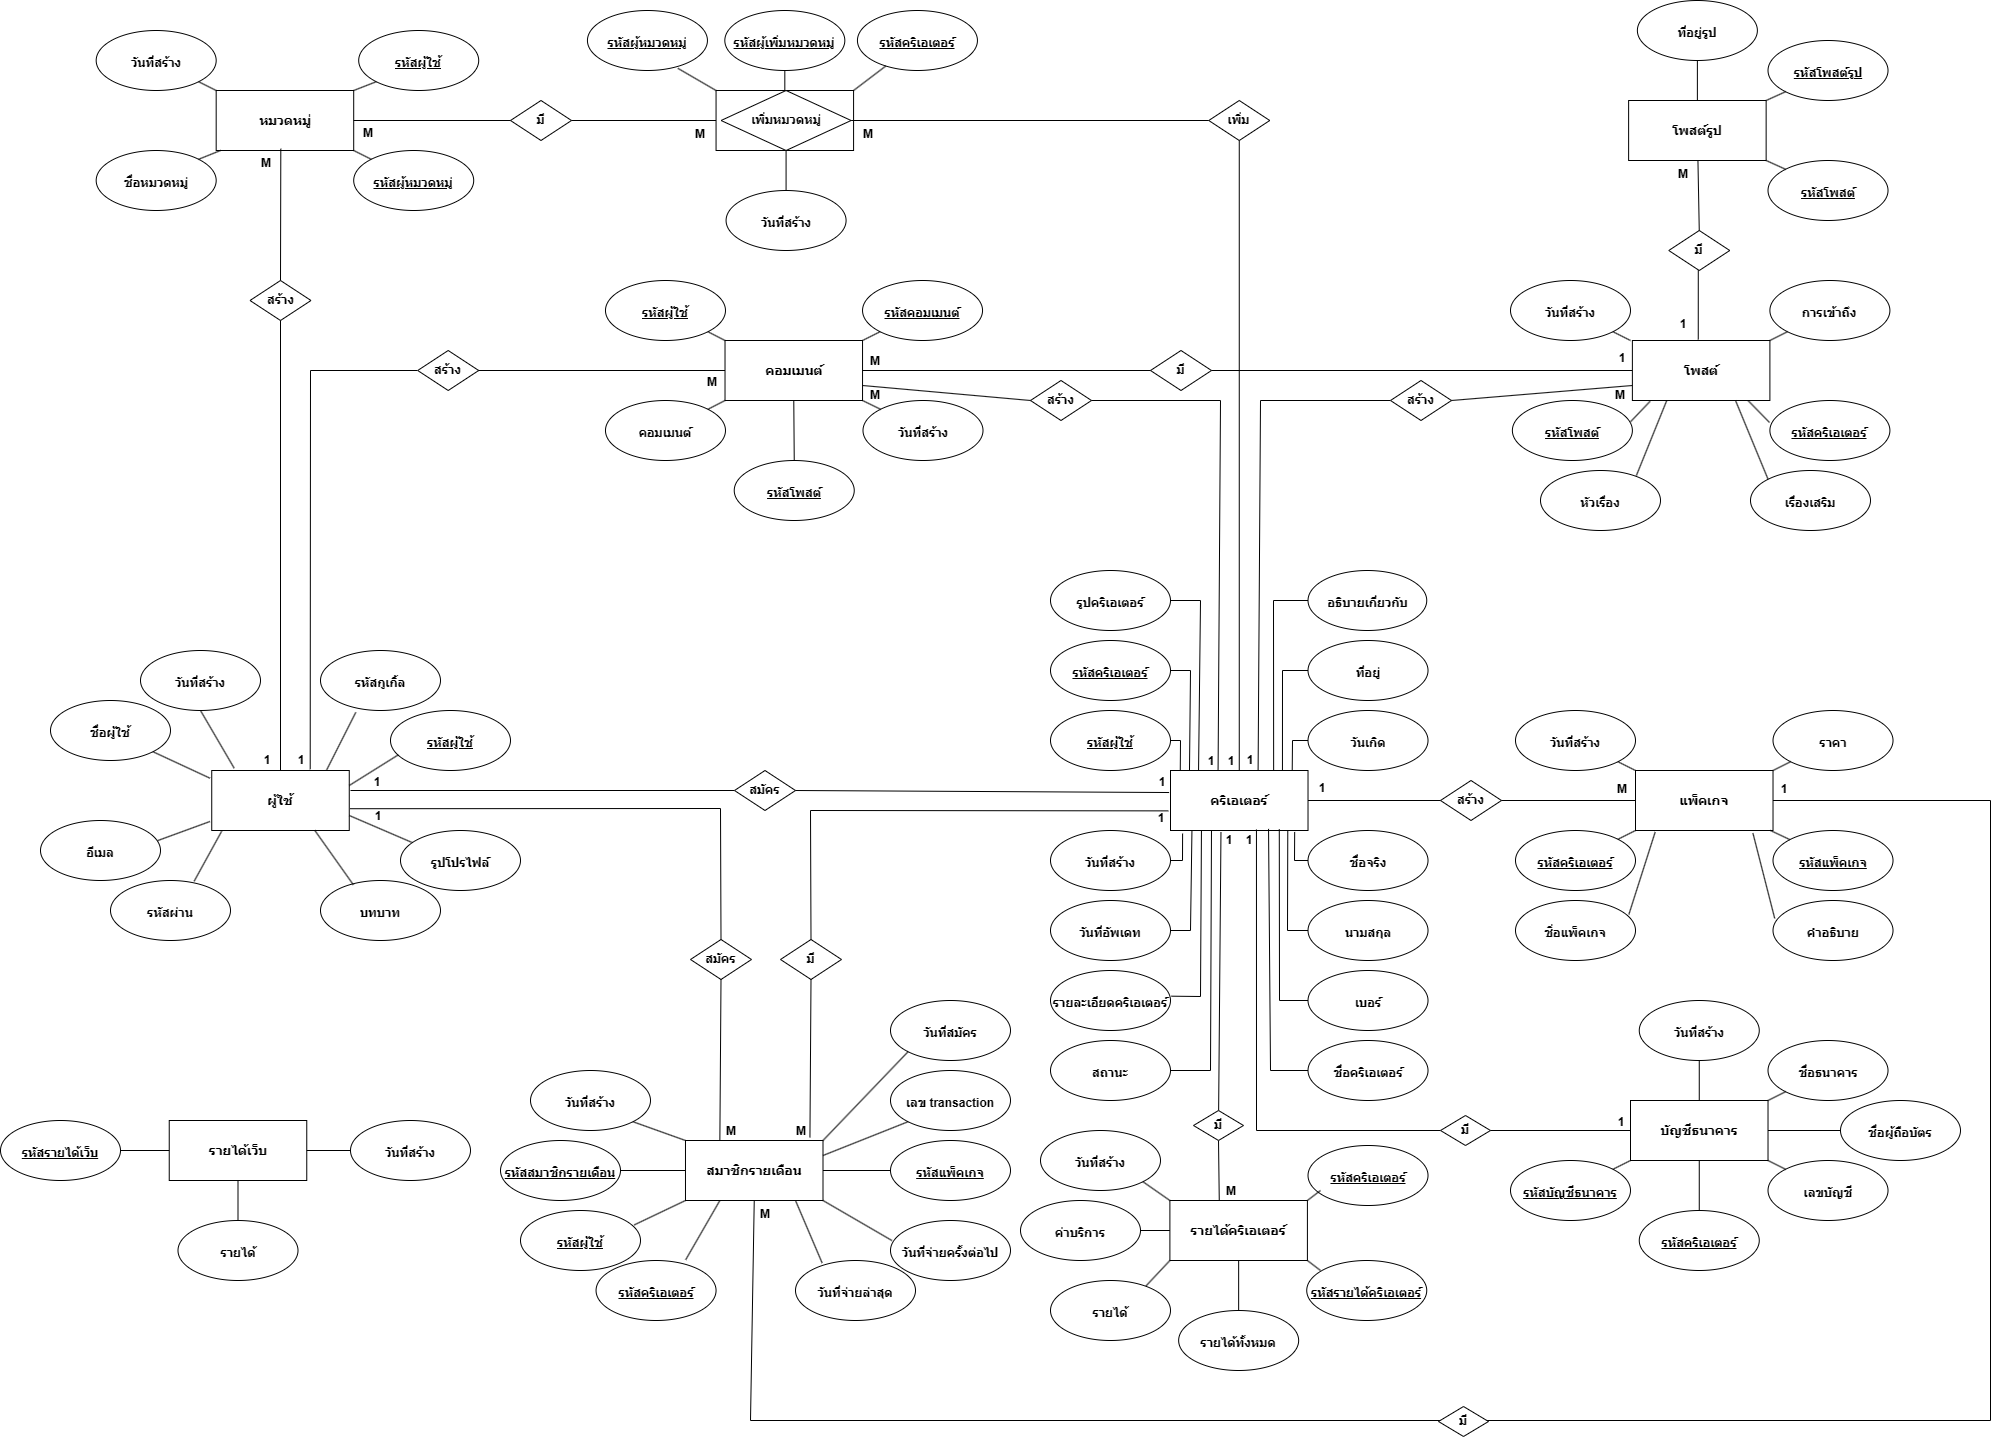 ที่อยู่รูป
รหัสผู้หมวดหมู่
รหัสผู้เพิ่มหมวดหมู่
รหัสคริเอเตอร์
วันที่สร้าง
รหัสผู้ใช้
รหัสโพสต์รูป
หมวดหมู่
มี
เพิ่มหมวดหมู่
เพิ่ม
โพสต์รูป
M
M
M
M
M
ชื่อหมวดหมู่
รหัสผู้หมวดหมู่
รหัสโพสต์
วันที่สร้าง
มี
สร้าง
รหัสผู้ใช้
รหัสคอมเมนต์
วันที่สร้าง
การเข้าถึง
1
สร้าง
คอมเมนต์
มี
โพสต์
M
M
1
M
สร้าง
สร้าง
M
คอมเมนต์
วันที่สร้าง
รหัสโพสต์
รหัสคริเอเตอร์
รหัสโพสต์
หัวเรื่อง
เรื่องเสริม
รูปคริเอเตอร์
อธิบายเกี่ยวกับ
รหัสคริเอเตอร์
ที่อยู่
วันที่สร้าง
รหัสกูเกิ้ล
ชื่อผู้ใช้
รหัสผู้ใช้
รหัสผู้ใช้
วันเกิด
วันที่สร้าง
ราคา
1
1
1
1
1
ผู้ใช้
1
สมัคร
1
คริเอเตอร์
1
สร้าง
M
แพ็คเกจ
1
1
1
อีเมล
รูปโปรไฟล์
วันที่สร้าง
1
1
ชื่อจริง
รหัสคริเอเตอร์
รหัสแพ็คเกจ
รหัสผ่าน
บทบาท
วันที่อัพเดท
นามสกุล
ชื่อแพ็คเกจ
คำอธิบาย
สมัคร
มี
รายละเอียดคริเอเตอร์
เบอร์
วันที่สมัคร
วันที่สร้าง
สถานะ
ชื่อคริเอเตอร์
ชื่อธนาคาร
วันที่สร้าง
เลข transaction
M
M
มี
มี
1
บัญชีธนาคาร
ชื่อผู้ถือบัตร
รหัสรายได้เว็บ
รายได้เว็บ
วันที่สร้าง
รหัสสมาชิกรายเดือน
สมาชิกรายเดือน
รหัสแพ็คเกจ
วันที่สร้าง
รหัสคริเอเตอร์
M
รหัสบัญชีธนาคาร
เลขบัญชี
M
รายได้
รหัสผู้ใช้
วันที่จ่ายครั้งต่อไป
ค่าบริการ
รายได้คริเอเตอร์
รหัสคริเอเตอร์
รหัสคริเอเตอร์
วันที่จ่ายล่าสุด
รายได้
รหัสรายได้คริเอเตอร์
รายได้ทั้งหมด
มี